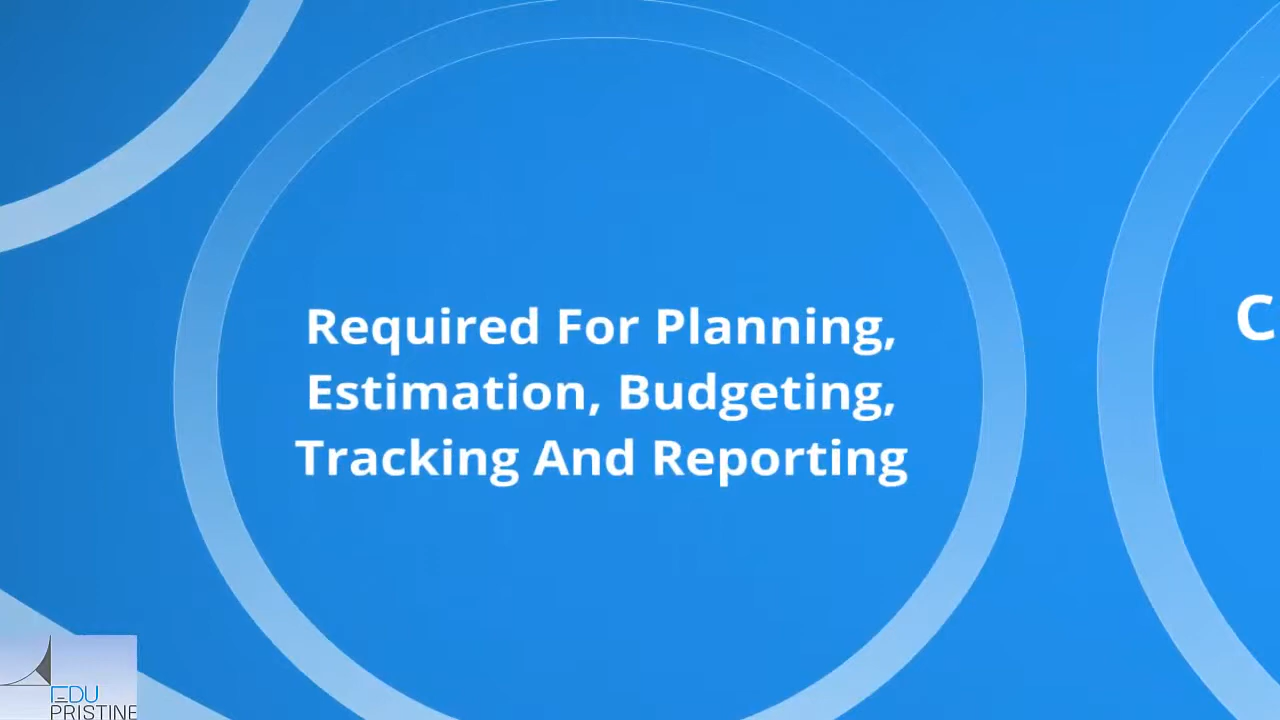 Required For Planning,
Estimation, Budgeting,
Tracking And Reporting
C
EDU
PRISTINE